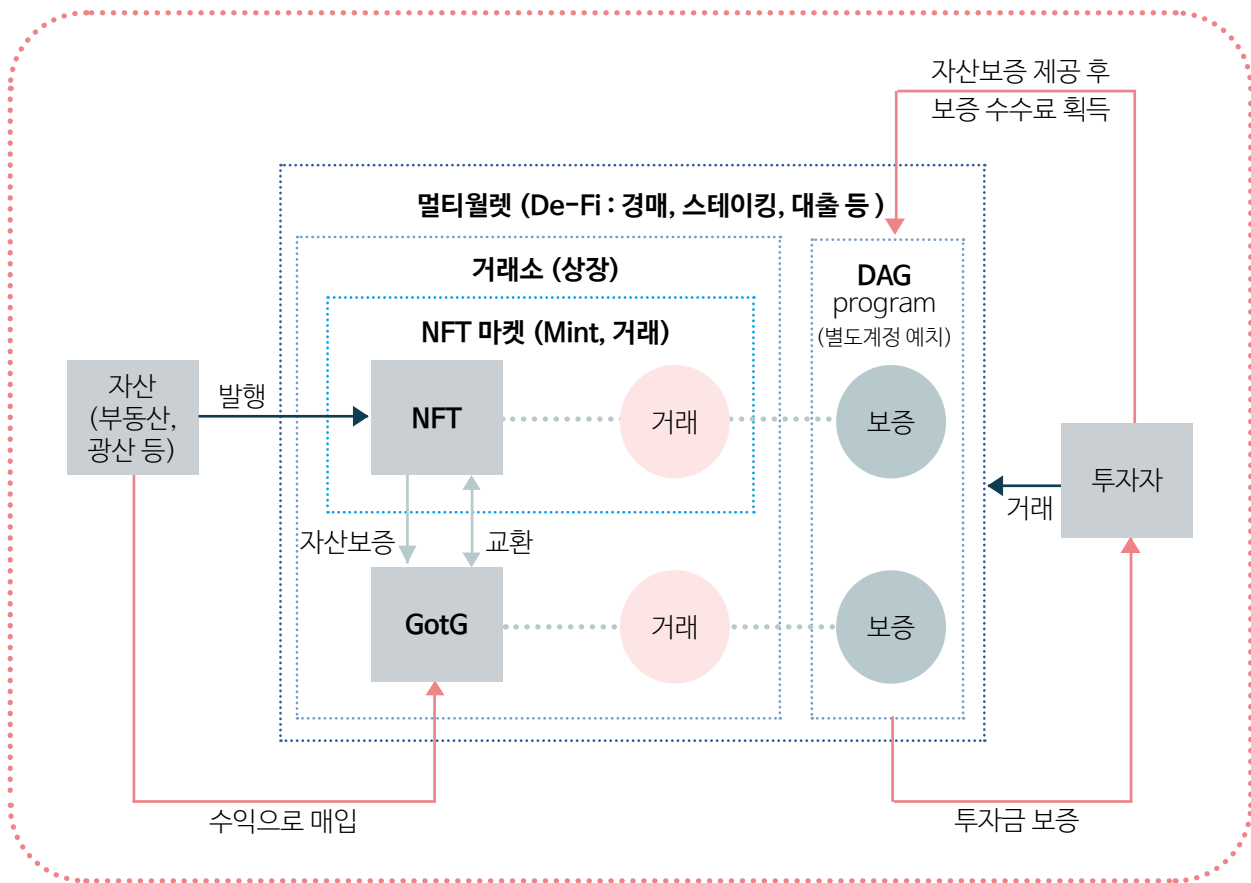 자산보증 제공 후
보증 수수료 획득
멀티월렛 (De-Fi : 경매, 스테이킹, 대출 등 )
거래소 (상장)
DAG
program
(별도계정 예치)
NFT 마켓 (Mint, 거래)
자산
(부동산,
광산 등)
발행
NFT
거래
보증
투자자
거래
자산보증
교환
GotG
거래
보증
수익으로 매입
투자금 보증